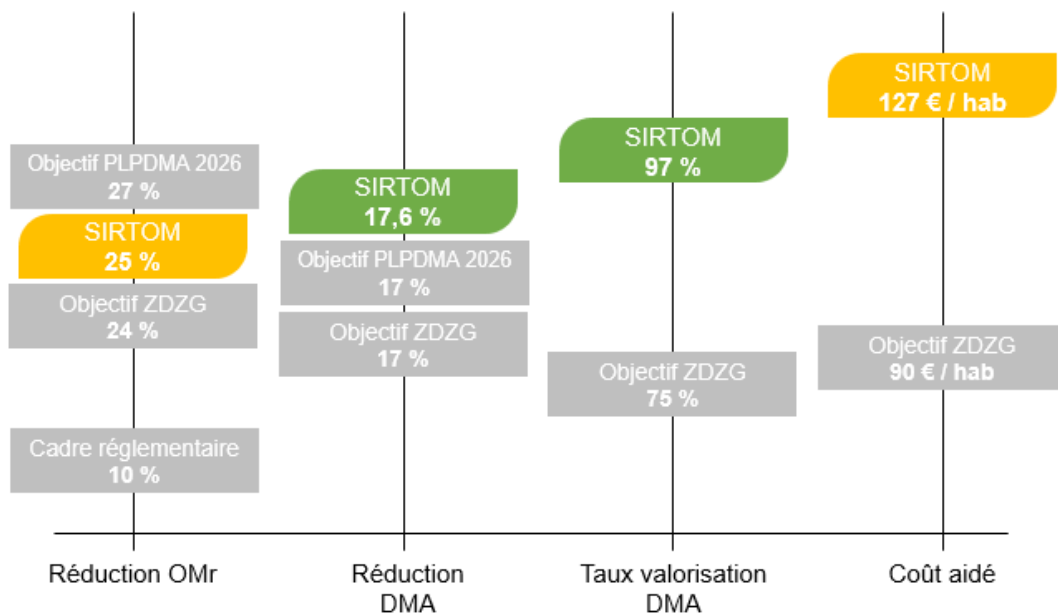 Objectif PLPDMA 2026
27 %
SIRTOM
25 %
Objectif ZDZG
24 %
Cadre réglementaire
10 %
Réduction OMr
SIRTOM
17,6 %
Objectif PLPDMA 2026
17 %
Objectif ZDZG
17 %
Réduction
DMA
SIRTOM
97 %
Objectif ZDZG
75 %
Taux valorisation
DMA
SIRTOM
127 € / hab
Objectif ZDZG
90 € / hab
Coût aidé